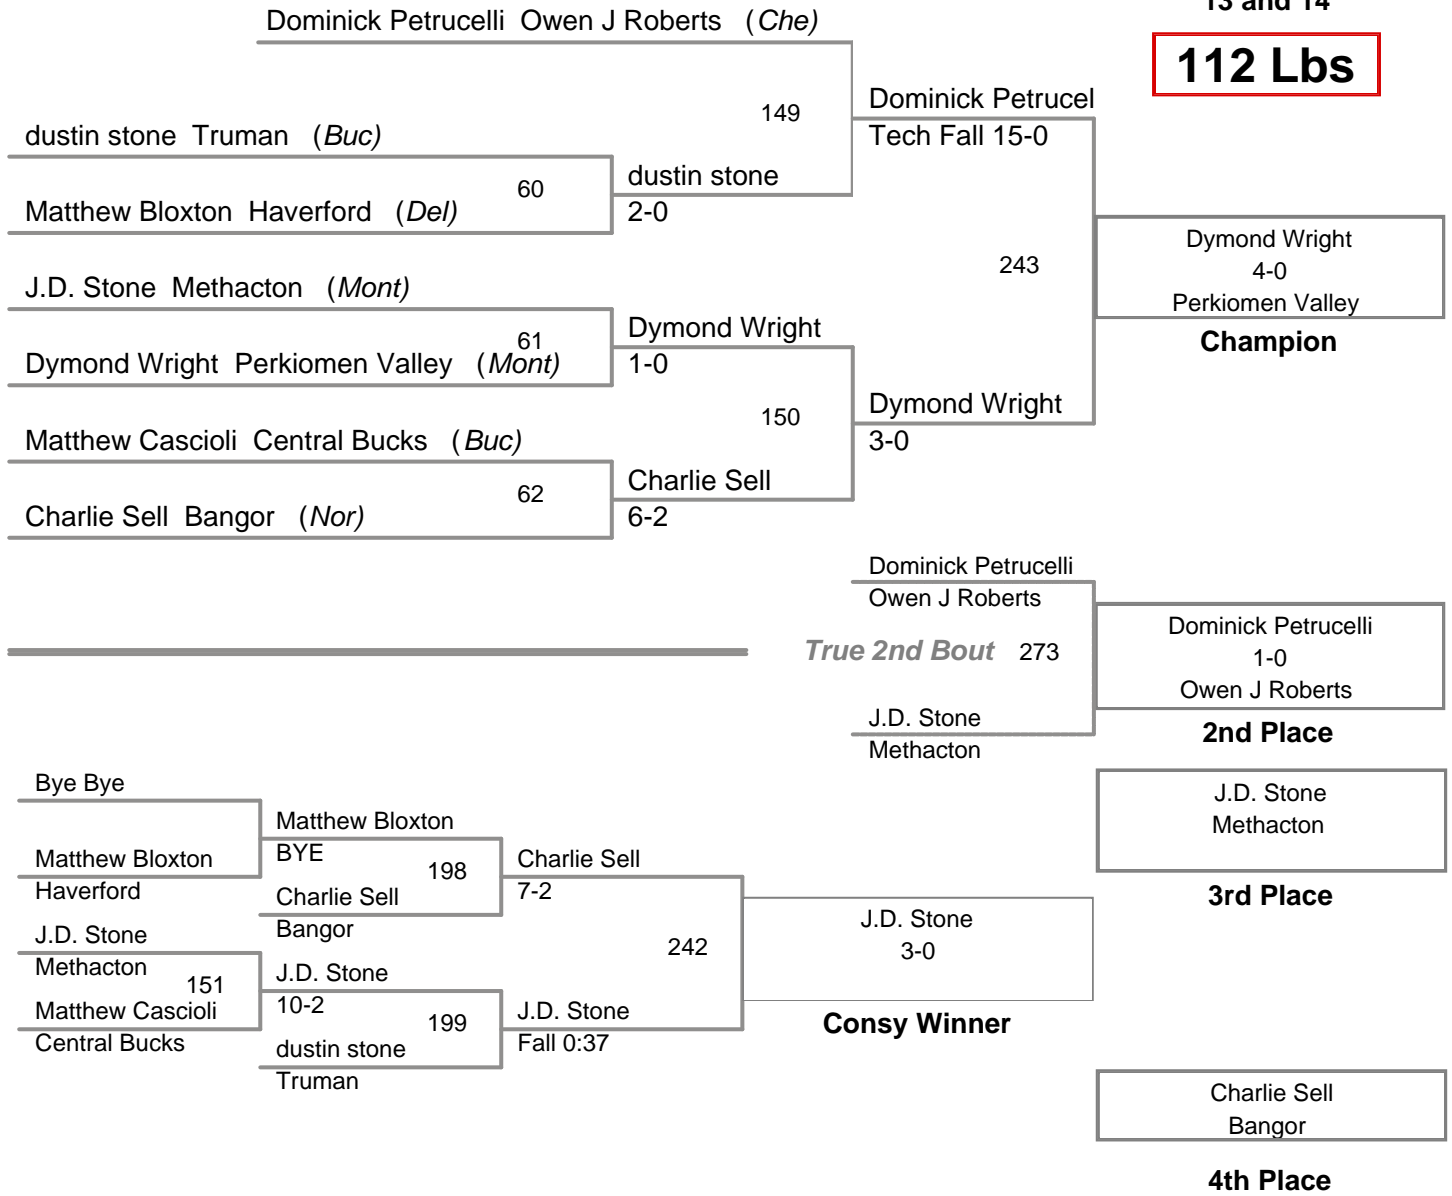 13 and 14
Dominick Petrucelli Owen J Roberts (Che)
112 Lbs
149
Dominick Petrucel
Tech Fall 15-0
dustin stone Truman (Buc)
60
dustin stone
2-0
Matthew Bloxton Haverford (Del)
243
Dymond Wright
4-0
Perkiomen Valley
Champion
J.D. Stone Methacton (Mont)
61
Dymond Wright
1-0
Dymond Wright Perkiomen Valley (Mont)
150
Dymond Wright
3-0
Matthew Cascioli Central Bucks (Buc)
62
Charlie Sell
6-2
Charlie Sell Bangor (Nor)
Dominick Petrucelli
Owen J Roberts
True 2nd Bout 273
Dominick Petrucelli
1-0
Owen J Roberts
2nd Place
J.D. Stone
Methacton
J.D. Stone
Methacton
3rd Place
Bye Bye
Matthew Bloxton
BYE
Matthew Bloxton
Haverford
198
Charlie Sell
7-2
Charlie Sell
Bangor
J.D. Stone
Methacton
151
J.D. Stone
10-2
242
J.D. Stone
3-0
Consy Winner
Matthew Cascioli
Central Bucks
199
J.D. Stone
Fall 0:37
dustin stone
Truman
Charlie Sell
Bangor
4th Place